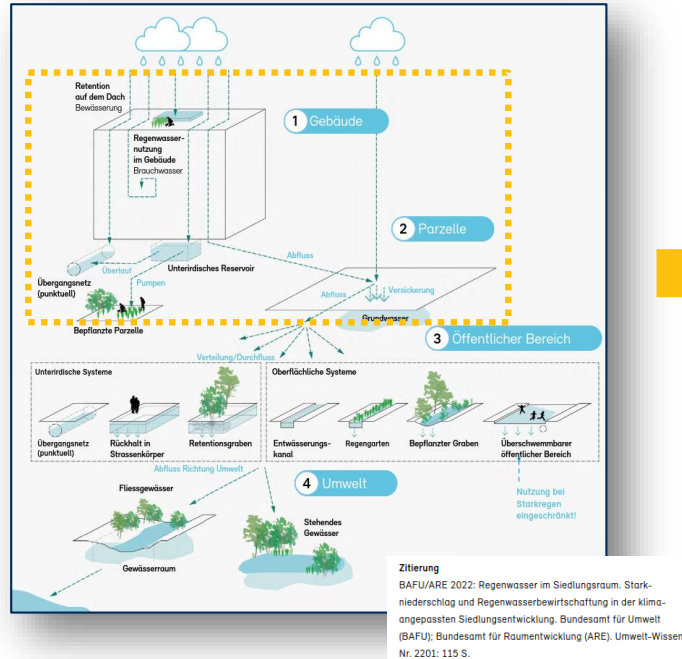 Retention
auf dem Dach
Bewässerung
1 Gebäude
Regenwasser-
nutzung
im Gebäude
Brauchwasser
2 Parzelle
Abfluss
Überlauf
Unterirdisches Reservoir
Übergangsnetz
(punktuell)
Pumpen
Abfluss
Versickerung
Grundwasser
Bepflanzte Parzelle
3 Öffentlicher Bereich
Verteilung/Durchfluss
Unterirdische Systeme
Oberflächliche Systeme
Übergangsnetz
(punktuell)
Rückhalt in
Strassenkörper
Retentionsgraben
Entwässerungs-
kanal
Regengarten
Bepflanzter Graben
Überschwemmbarer
öffentlicher Bereich
Abfluss Richtung Umwelt
4 Umwelt
Nutzung bei
Starkregen
eingeschränkt!
Fliessgewässer
Stehendes
Gewässer
Gewässerraum
Zitierung
BAFU/ARE 2022: Regenwasser im Siedlungsraum. Stark-
niederschlag und Regenwasserbewirtschaftung in der klima-
angepassten Siedlungsentwicklung. Bundesamt für Umwelt
(BAFU); Bundesamt für Raumentwicklung (ARE). Umwelt-Wissen
Nr. 2201: 115 S.